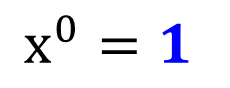 x⁰ = 1